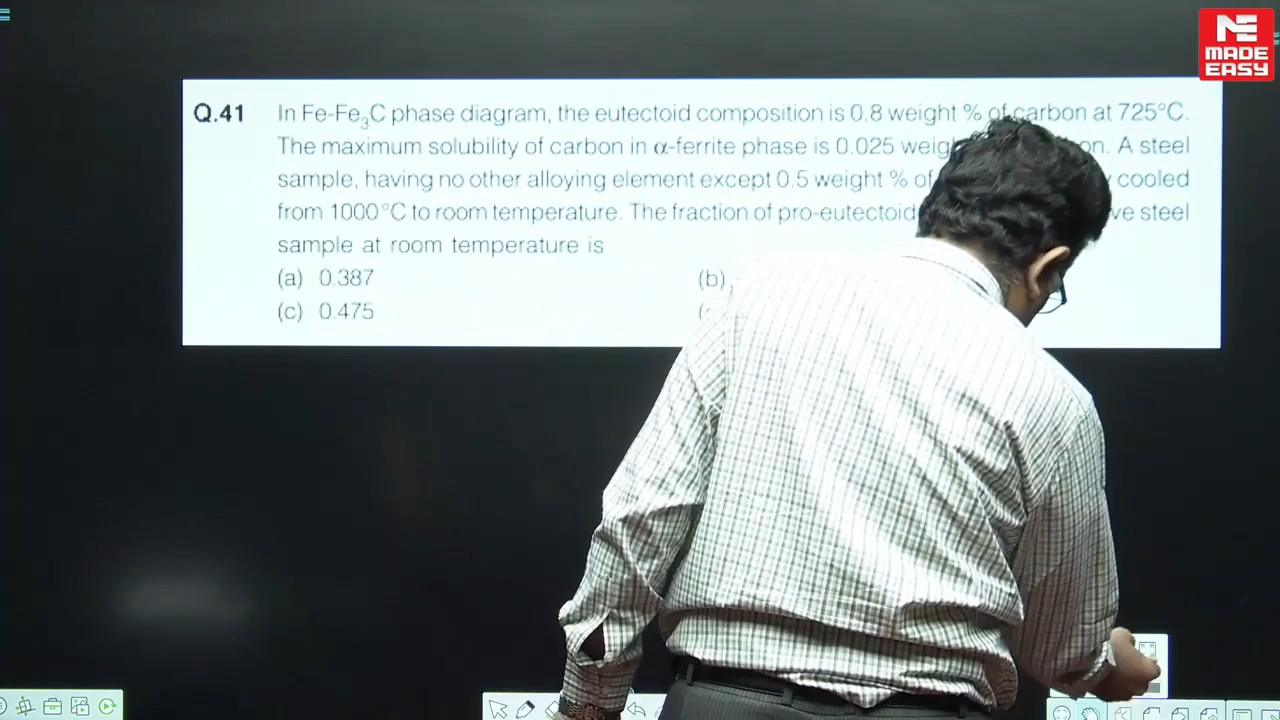 MADE
EASY
Q.41 In Fe-Fe₃C phase diagram, the eutectoid composition is 0.8 weight % of carbon at 725°C.
The maximum solubility of carbon in α-ferrite phase is 0.025 A steel
sample, having no other alloying element except 0.5 weight % of cooled
from 1000°C to room temperature. The fraction of pro-eutectoid steel
sample at room temperature is
(a) 0.387 (b)
(c) 0.475